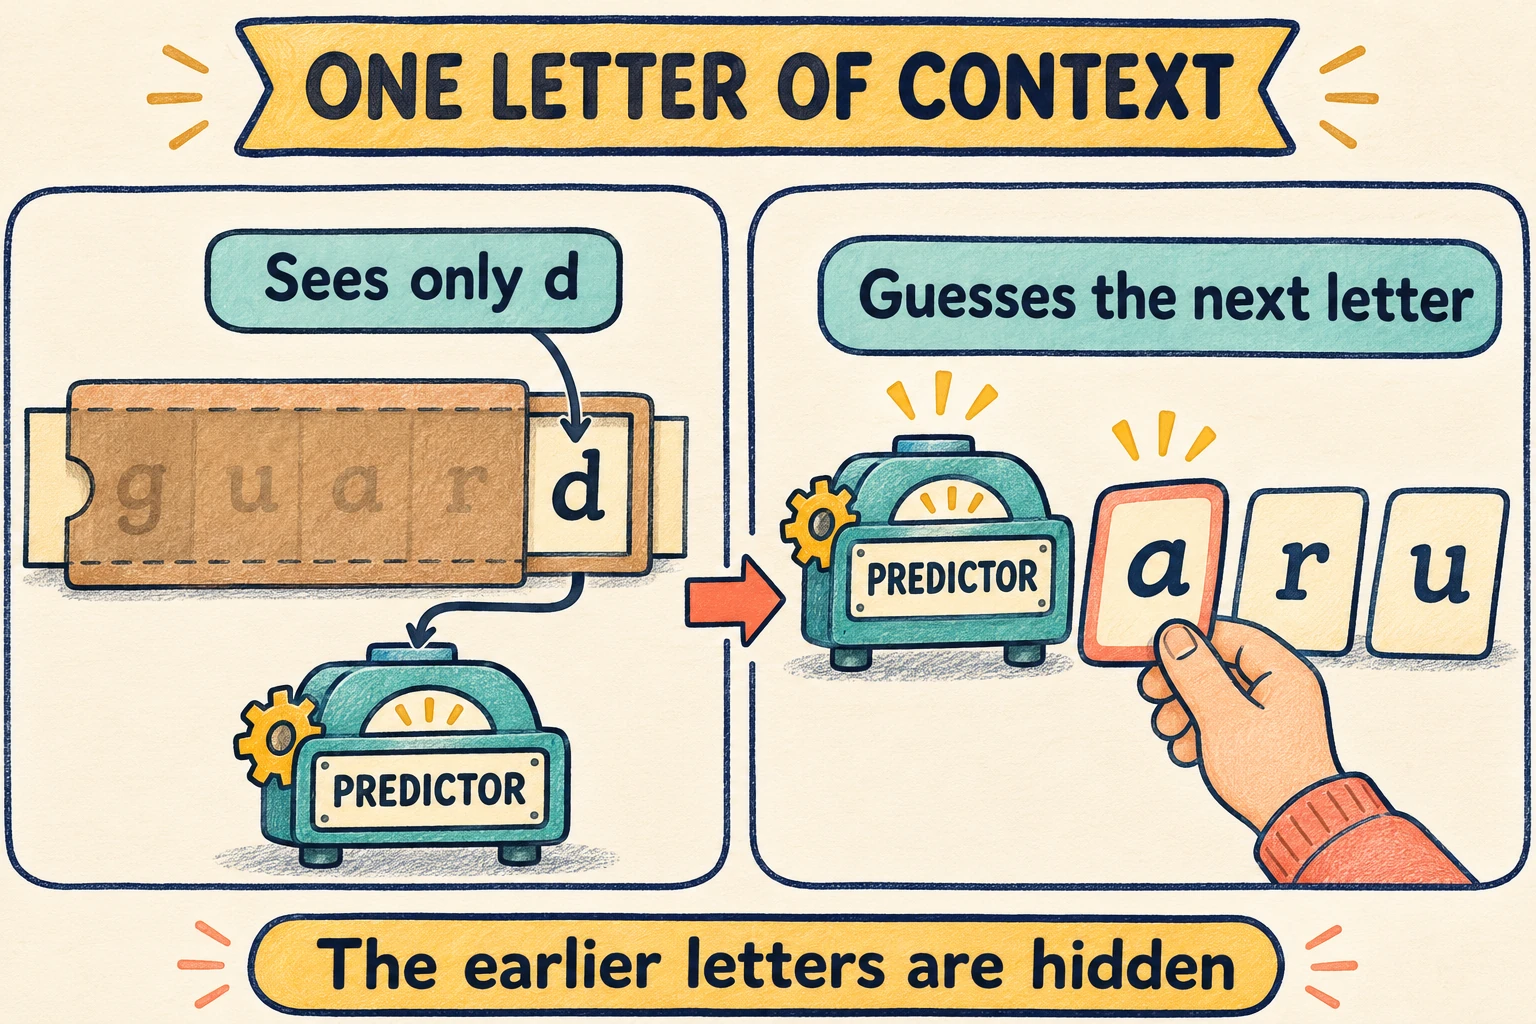 ONE LETTER OF CONTEXT
Sees only d
g u a r d
PREDICTOR
Guesses the next letter
PREDICTOR
a r u
The earlier letters are hidden